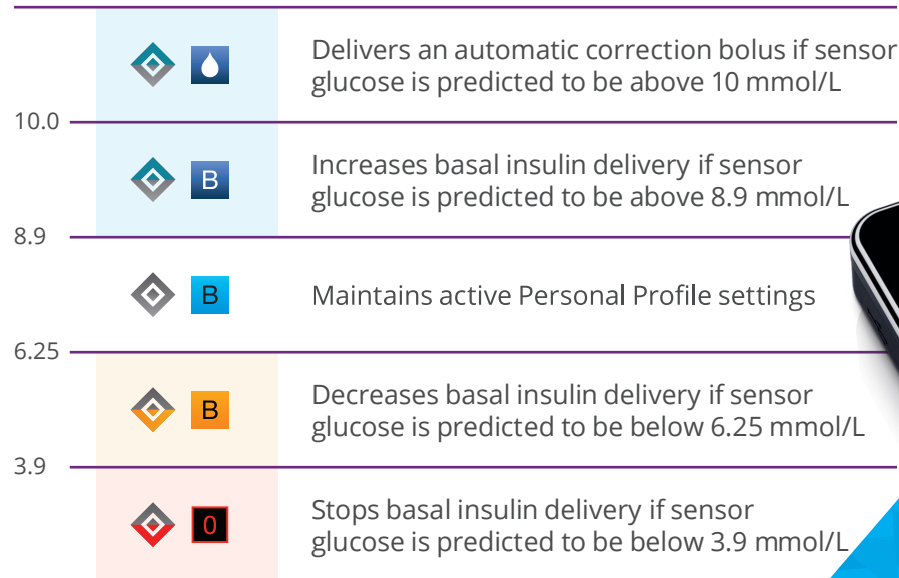 Delivers an automatic correction bolus if sensor
glucose is predicted to be above 10 mmol/L
10.0
B
Increases basal insulin delivery if sensor
glucose is predicted to be above 8.9 mmol/L
8.9
B
Maintains active Personal Profile settings
6.25
B
Decreases basal insulin delivery if sensor
glucose is predicted to be below 6.25 mmol/L
3.9
0
Stops basal insulin delivery if sensor
glucose is predicted to be below 3.9 mmol/L